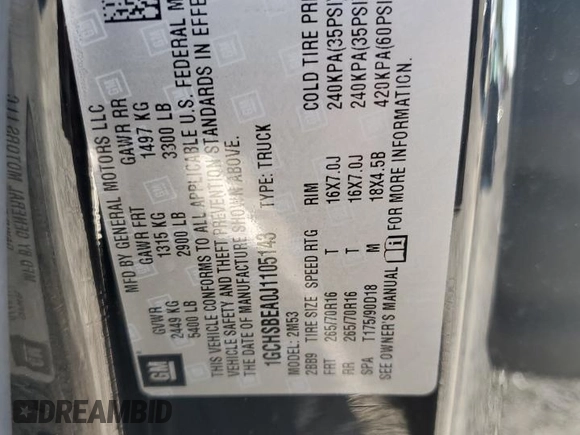 MFD BY GENERAL MOTORS LLC
GVWR GAWR FRT GAWR RR
2449 KG 1315 KG 1497 KG
5400 LB 2900 LB 3300 LB
THIS VEHICLE CONFORMS TO ALL APPLICABLE U.S. FEDERAL M
VEHICLE SAFETY AND THEFT PREVENTION STANDARDS IN EFFE
THE DATE OF MANUFACTURE SHOWN ABOVE.
1GCHSBEA0J1105143 TYPE: TRUCK
MODEL: 2M53
2BB9 TIRE SIZE SPEED RTG RIM COLD TIRE PR
FRT 265/70R16 T 16X7.0J 240KPA(35PSI
RR 265/70R16 T 16X7.0J 240KPA(35PSI
SPA T175/90D18 M 18X4.5B 420KPA(60PSI
SEE OWNER'S MANUAL FOR MORE INFORMATION.
GM
DREAMBID